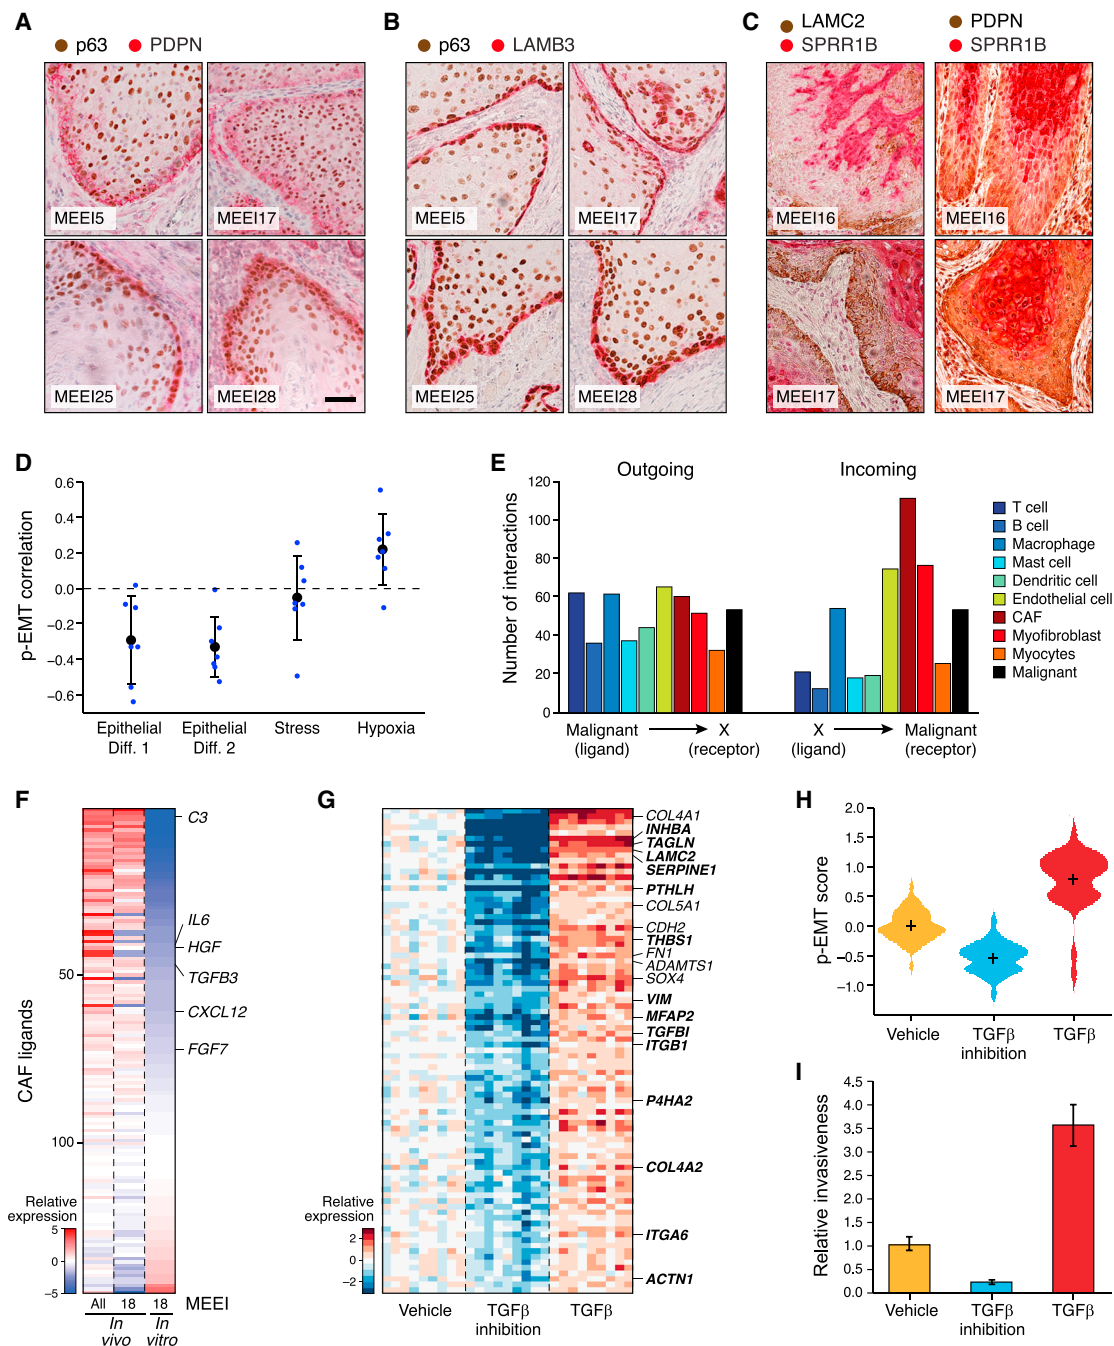 A
p63 PDPN
MEEI5
MEEI17
MEEI25
MEEI28
B
p63 LAMB3
MEEI5
MEEI17
MEEI25
MEEI28
C
LAMC2
SPRR1B
PDPN
SPRR1B
MEEI16
MEEI16
MEEI17
MEEI17
D
p-EMT correlation
0.6
0.4
0.2
0.0
−0.2
−0.4
−0.6
Epithelial
Diff. 1
Epithelial
Diff. 2
Stress
Hypoxia
E
Outgoing
Incoming
Number of interactions
120
100
80
60
40
20
0
Malignant
(ligand)
X
(receptor)
X
(ligand)
Malignant
(receptor)
T cell
B cell
Macrophage
Mast cell
Dendritic cell
Endothelial cell
CAF
Myofibroblast
Myocytes
Malignant
F
CAF ligands
50
100
C3
IL6
HGF
TGFB3
CXCL12
FGF7
Relative
expression
5
0
−5
All 18 18 MEEI
In
vivo
In
vitro
G
COL4A1
INHBA
TAGLN
LAMC2
SERPINE1
PTHLH
COL5A1
CDH2
THBS1
FN1
ADAMTS1
SOX4
VIM
MFAP2
TGFBI
ITGB1
P4HA2
COL4A2
ITGA6
ACTN1
Relative
expression
2
0
−2
Vehicle
TGFβ
inhibition
TGFβ
H
p-EMT score
2.0
1.5
1.0
0.5
0.0
−0.5
−1.0
Vehicle
TGFβ
inhibition
TGFβ
I
Relative invasiveness
4.5
4.0
3.5
3.0
2.5
2.0
1.5
1.0
0.5
0.0
Vehicle
TGFβ
inhibition
TGFβ